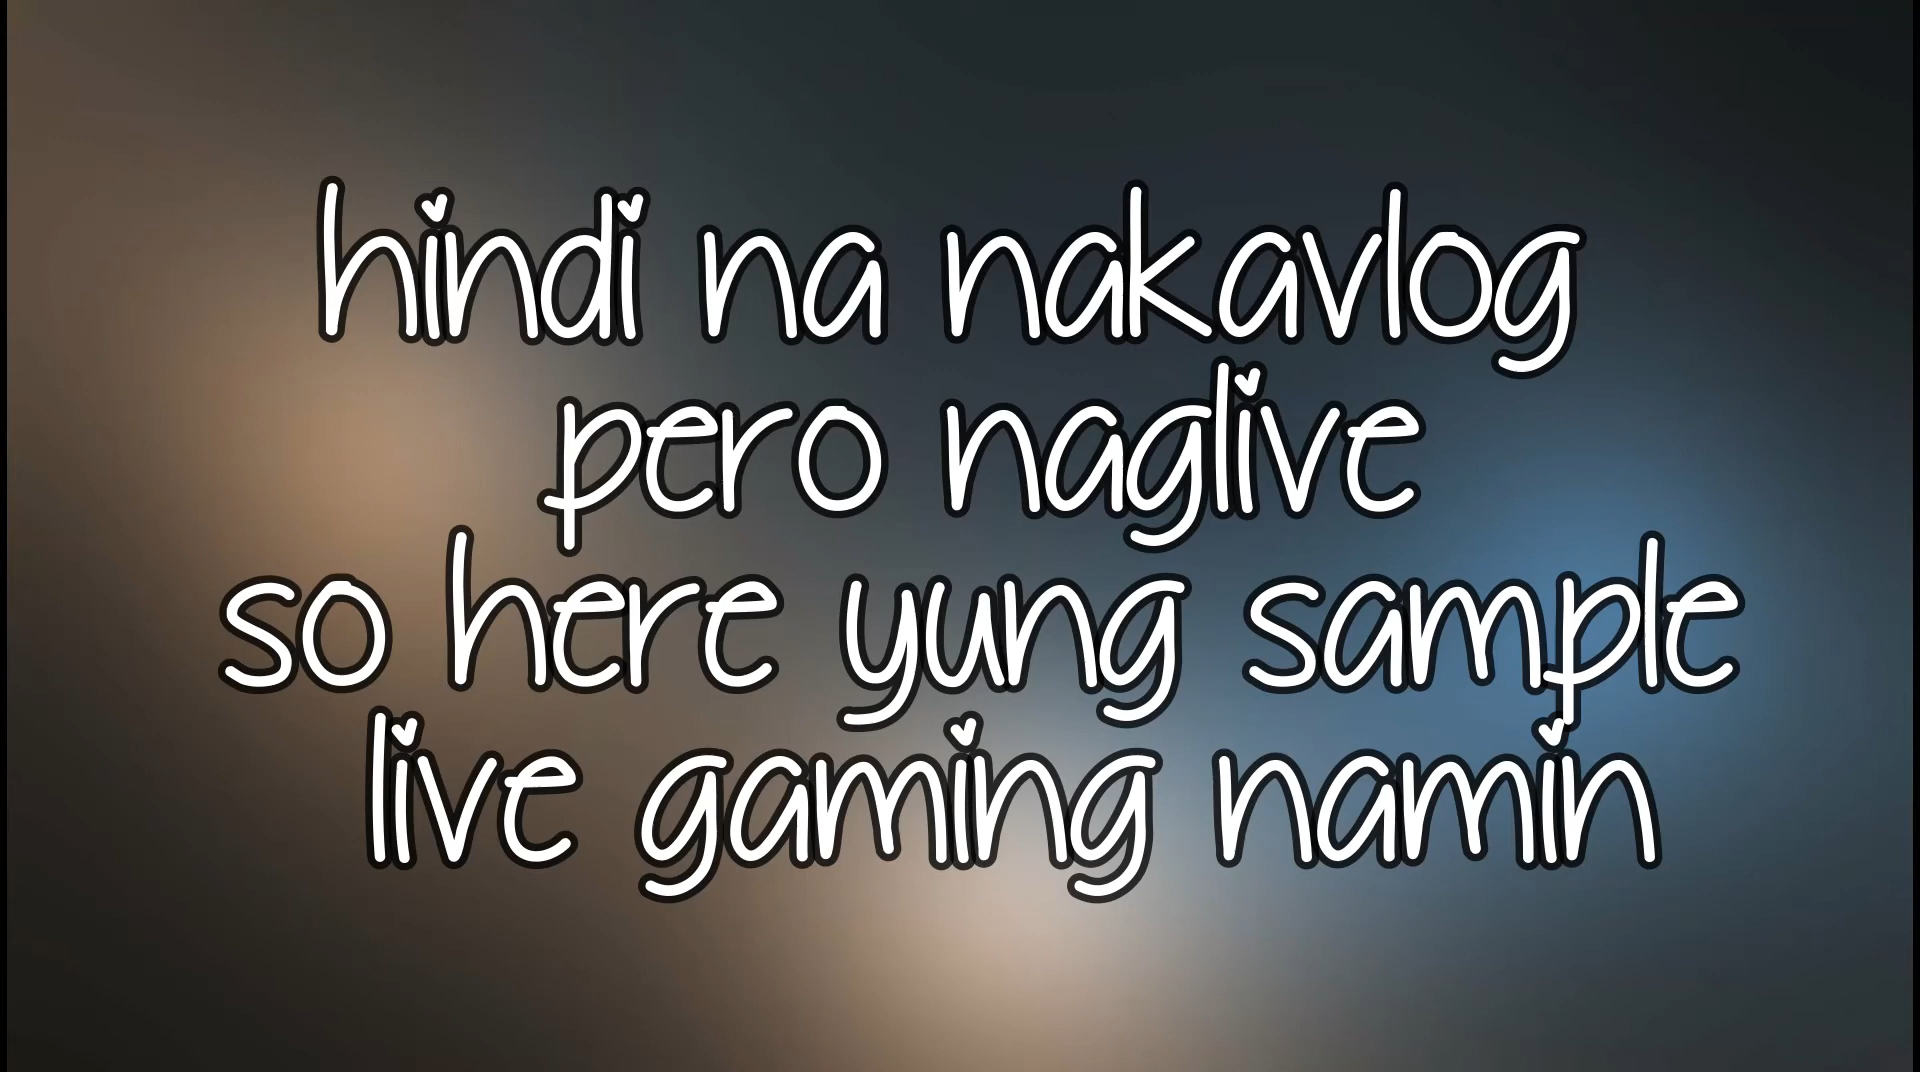 hindi na nakavlog
pero naglive
so here yung sample
live gaming namin